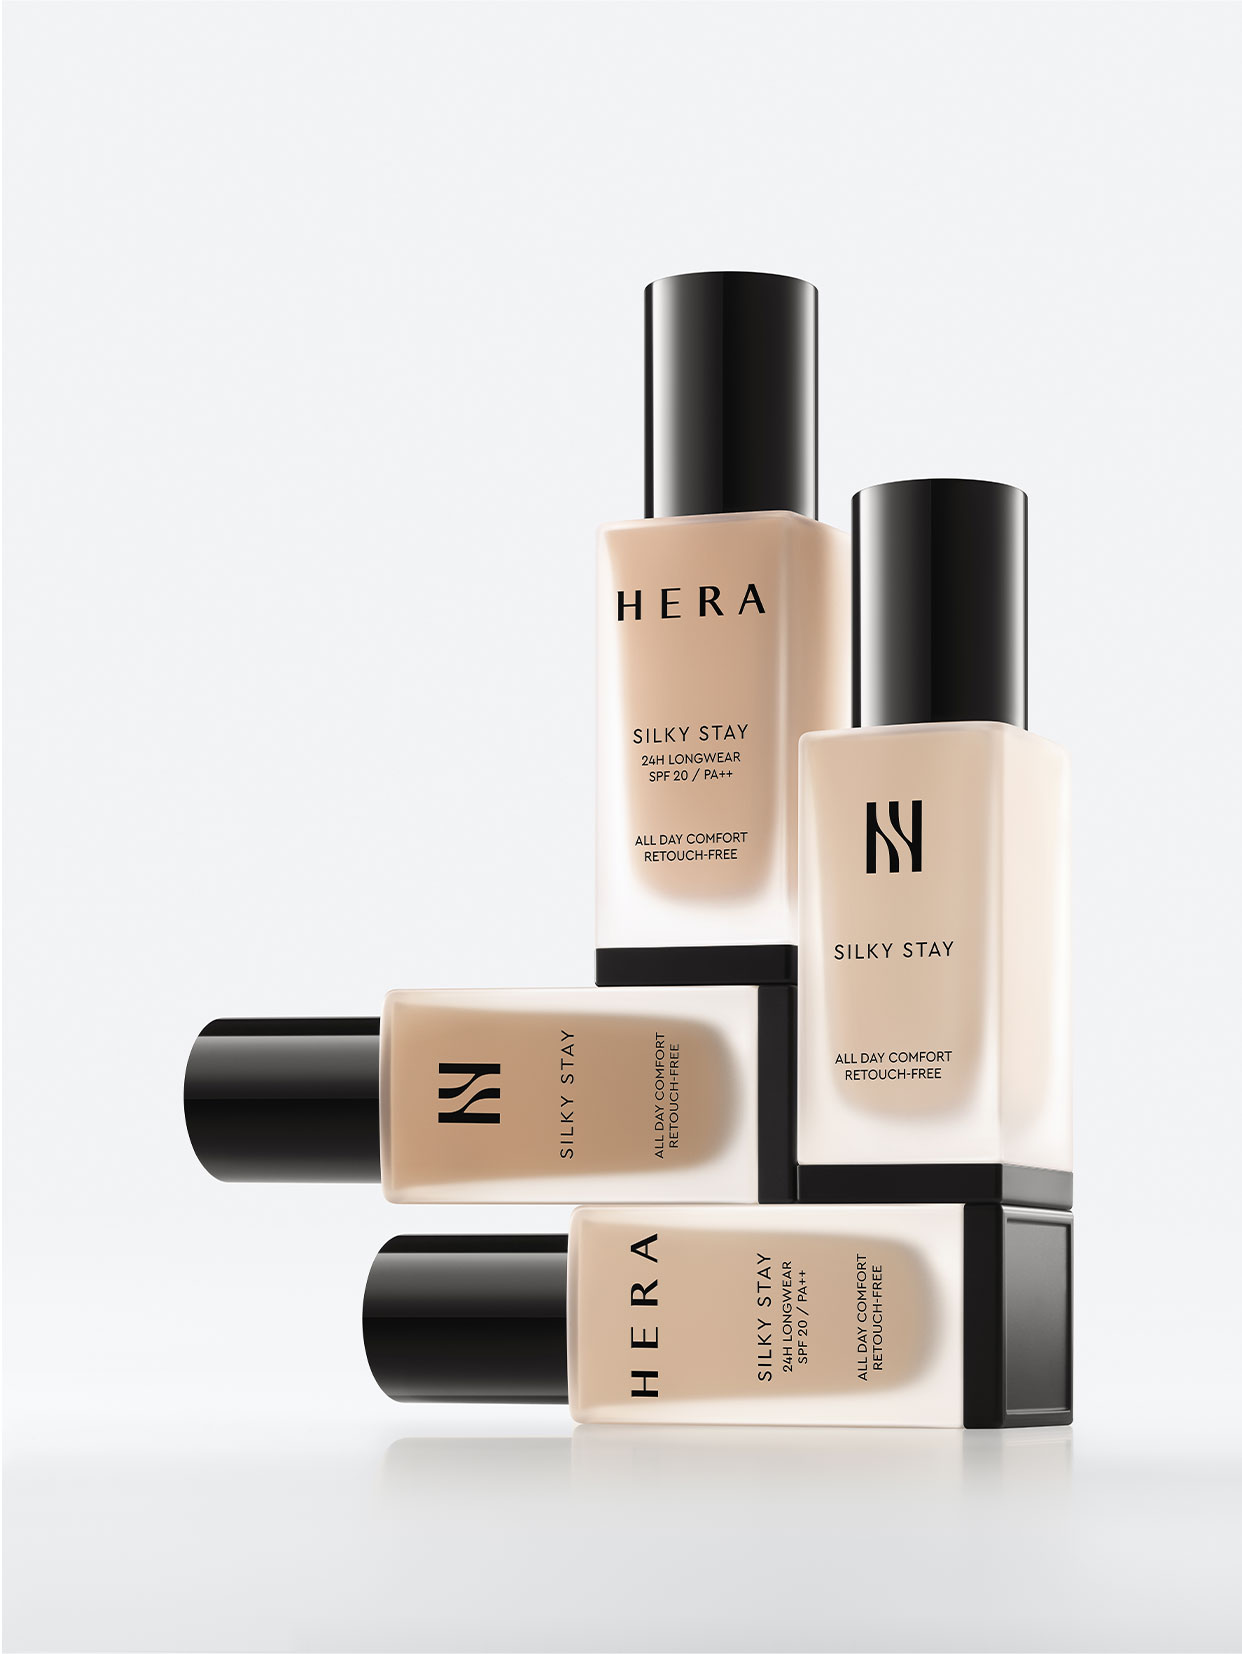 HERA
SILKY STAY
24H LONGWEAR
SPF 20 / PA++
ALL DAY COMFORT
RETOUCH-FREE
SILKY STAY
ALL DAY COMFORT
RETOUCH-FREE
SILKY STAY
ALL DAY COMFORT
RETOUCH-FREE
HERA
SILKY STAY
24H LONGWEAR
SPF 20 / PA++
ALL DAY COMFORT
RETOUCH-FREE